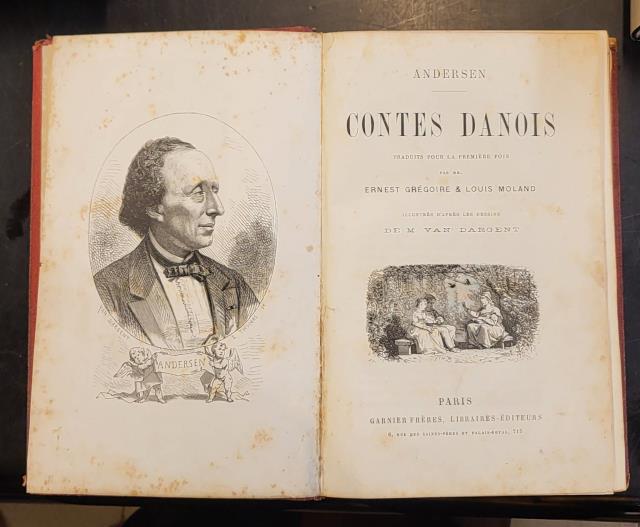 ANDERSEN
ANDERSEN
CONTES DANOIS
TRADUITS POUR LA PREMIÈRE FOIS
PAR MM.
ERNEST GRÉGOIRE & LOUIS MOLAND
ILLUSTRÉS D'APRÈS LES DESSINS
DE M. VAN DARGENT
PARIS
GARNIER FRÈRES, LIBRAIRES-ÉDITEURS
6, RUE DES SAINTS-PÈRES ET PALAIS-ROYAL, 215